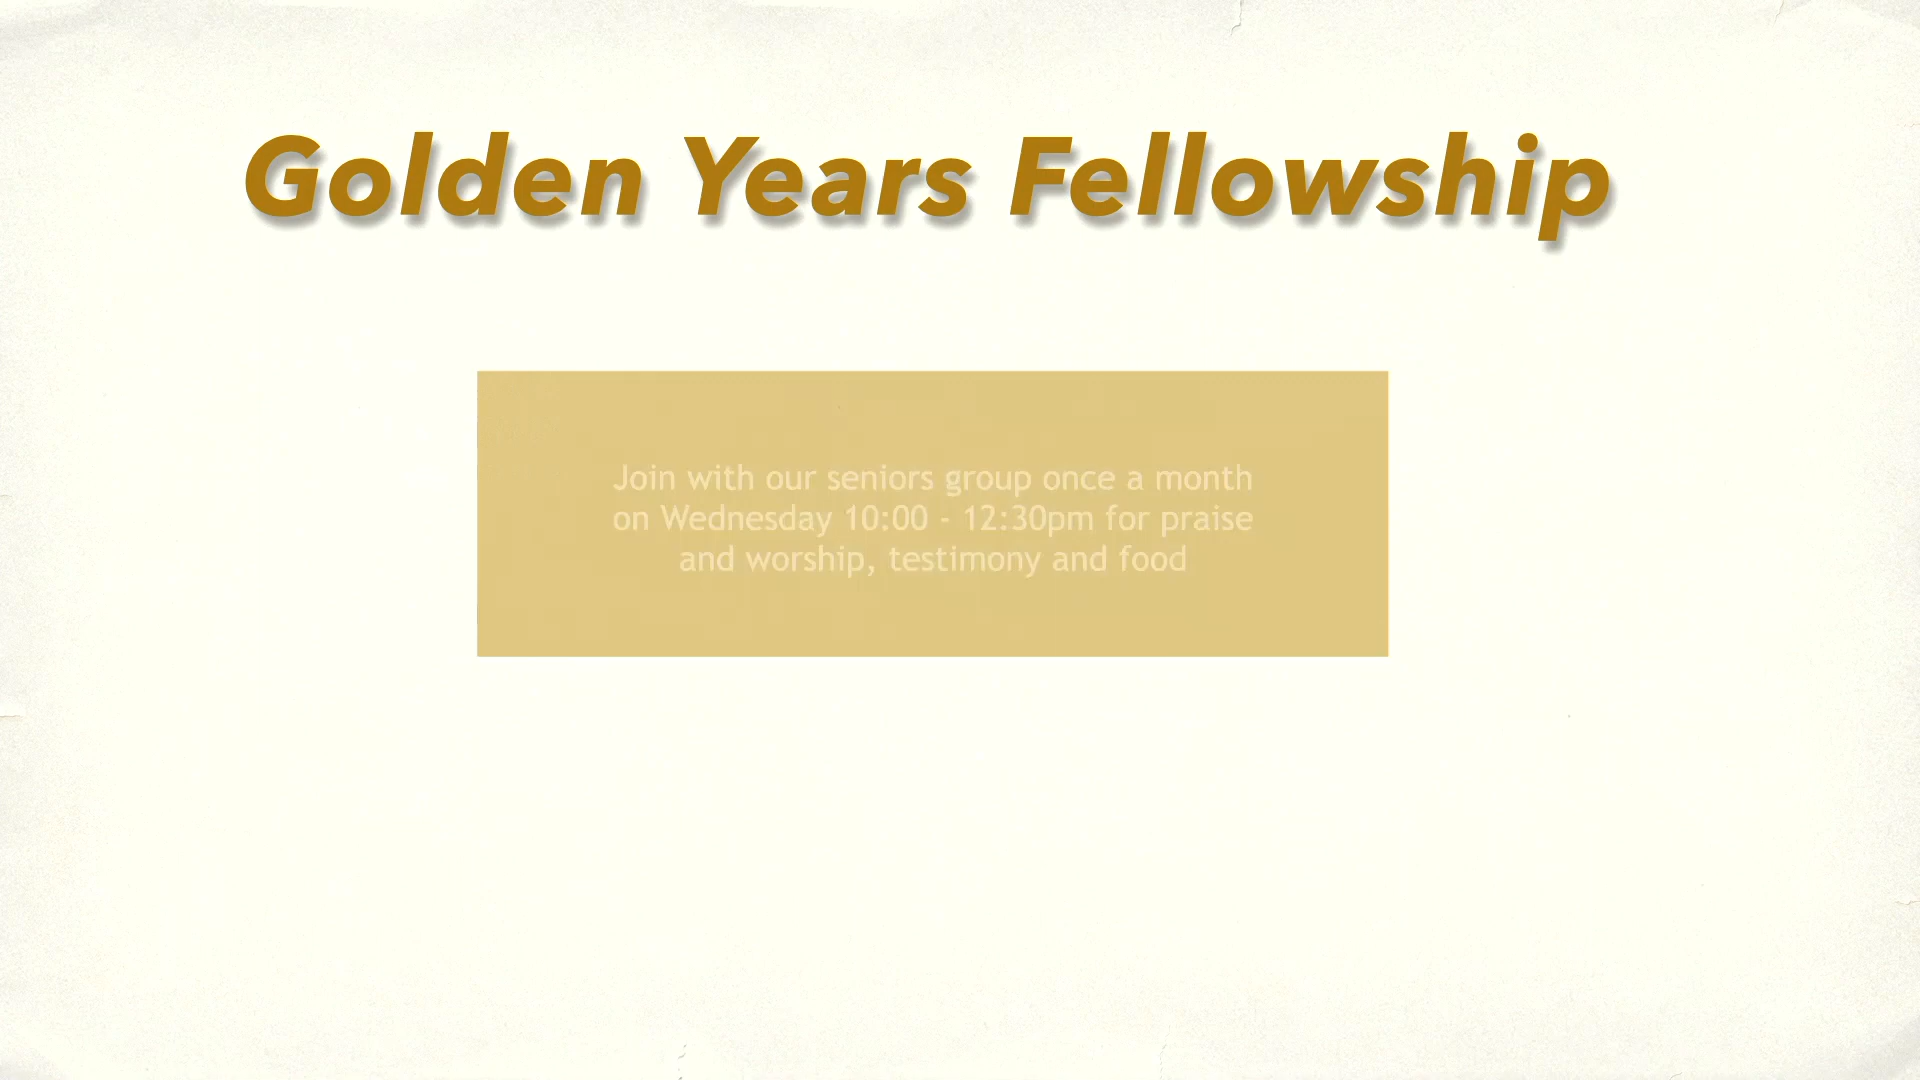 Golden Years Fellowship
Join with our seniors group once a month
on Wednesday 10:00 - 12:30pm for praise
and worship, testimony and food